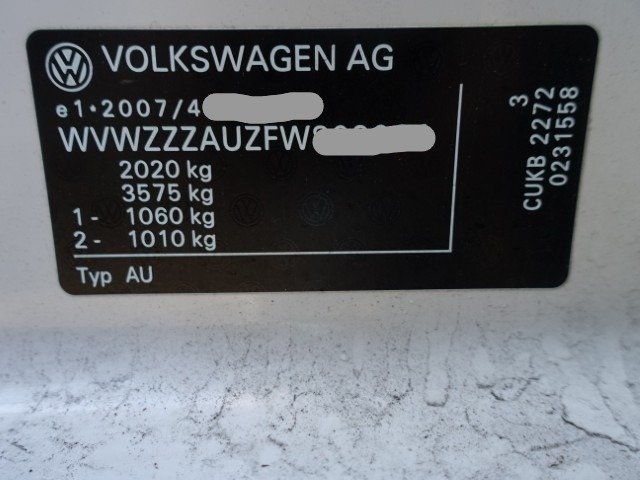 VOLKSWAGEN AG
e1*2007/4
WVWZZZAUZFW
2020 kg
3575 kg
1- 1060 kg
2- 1010 kg
Typ AU
3
CUKB 2272
0231558